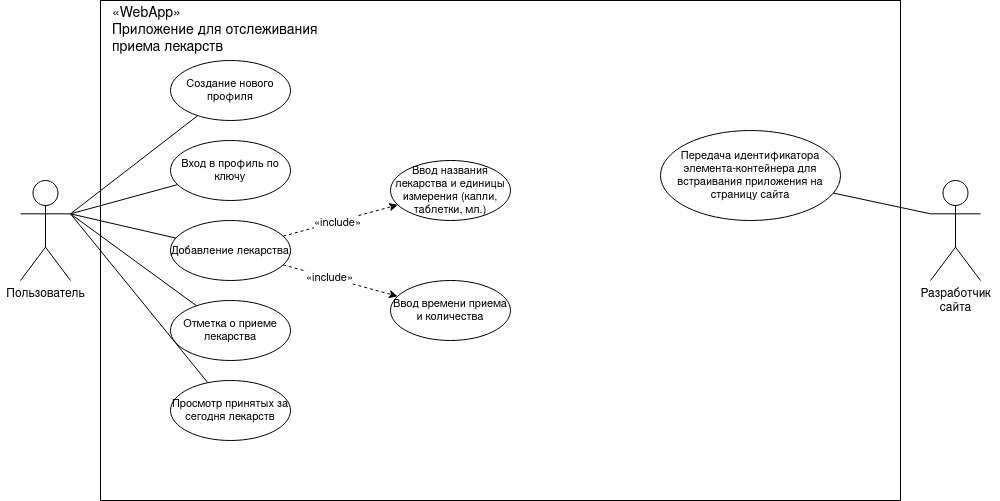 «WebApp»
Приложение для отслеживания
приема лекарств
Создание нового
профиля
Вход в профиль по
ключу
Добавление лекарства
Отметка о приеме
лекарства
Просмотр принятых за
сегодня лекарств
«include»
«include»
Ввод названия
лекарства и единицы
измерения (капли,
таблетки, мл.)
Ввод времени приема
и количества
Передача идентификатора
элемента-контейнера для
встраивания приложения на
страницу сайта
Пользователь
Разработчик
сайта